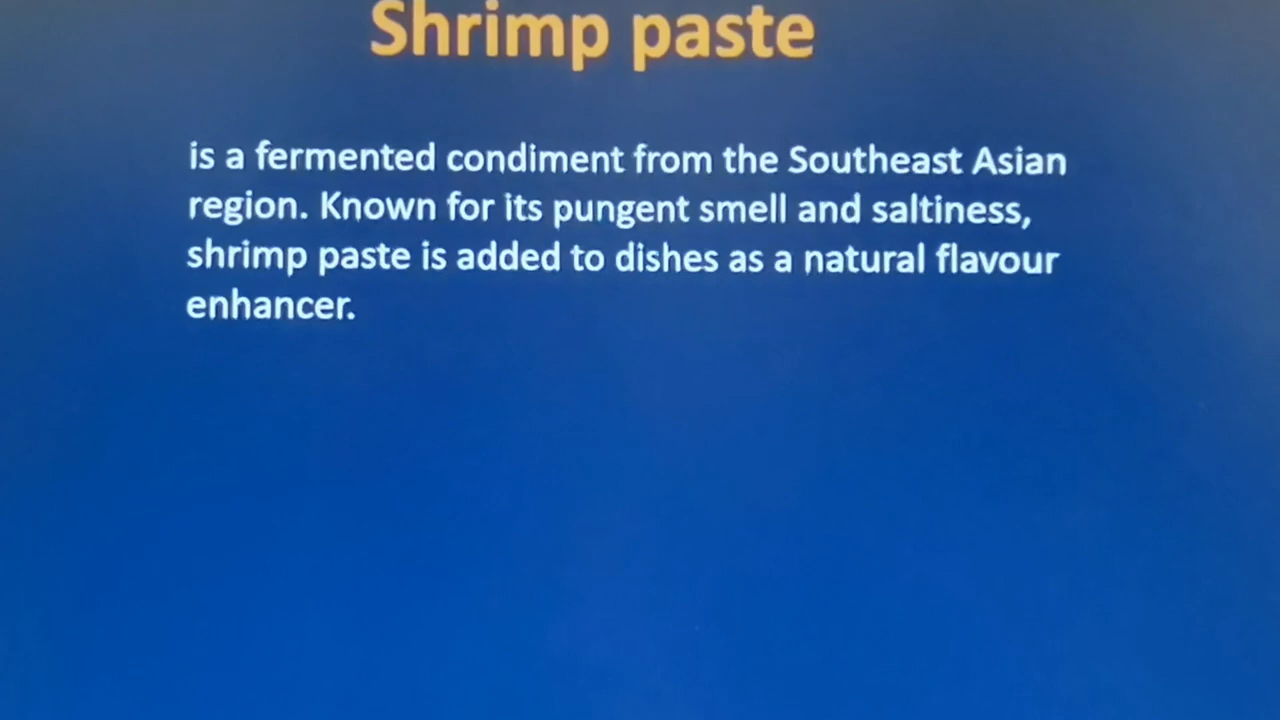 Shrimp paste
is a fermented condiment from the Southeast Asian
region. Known for its pungent smell and saltiness,
shrimp paste is added to dishes as a natural flavour
enhancer.